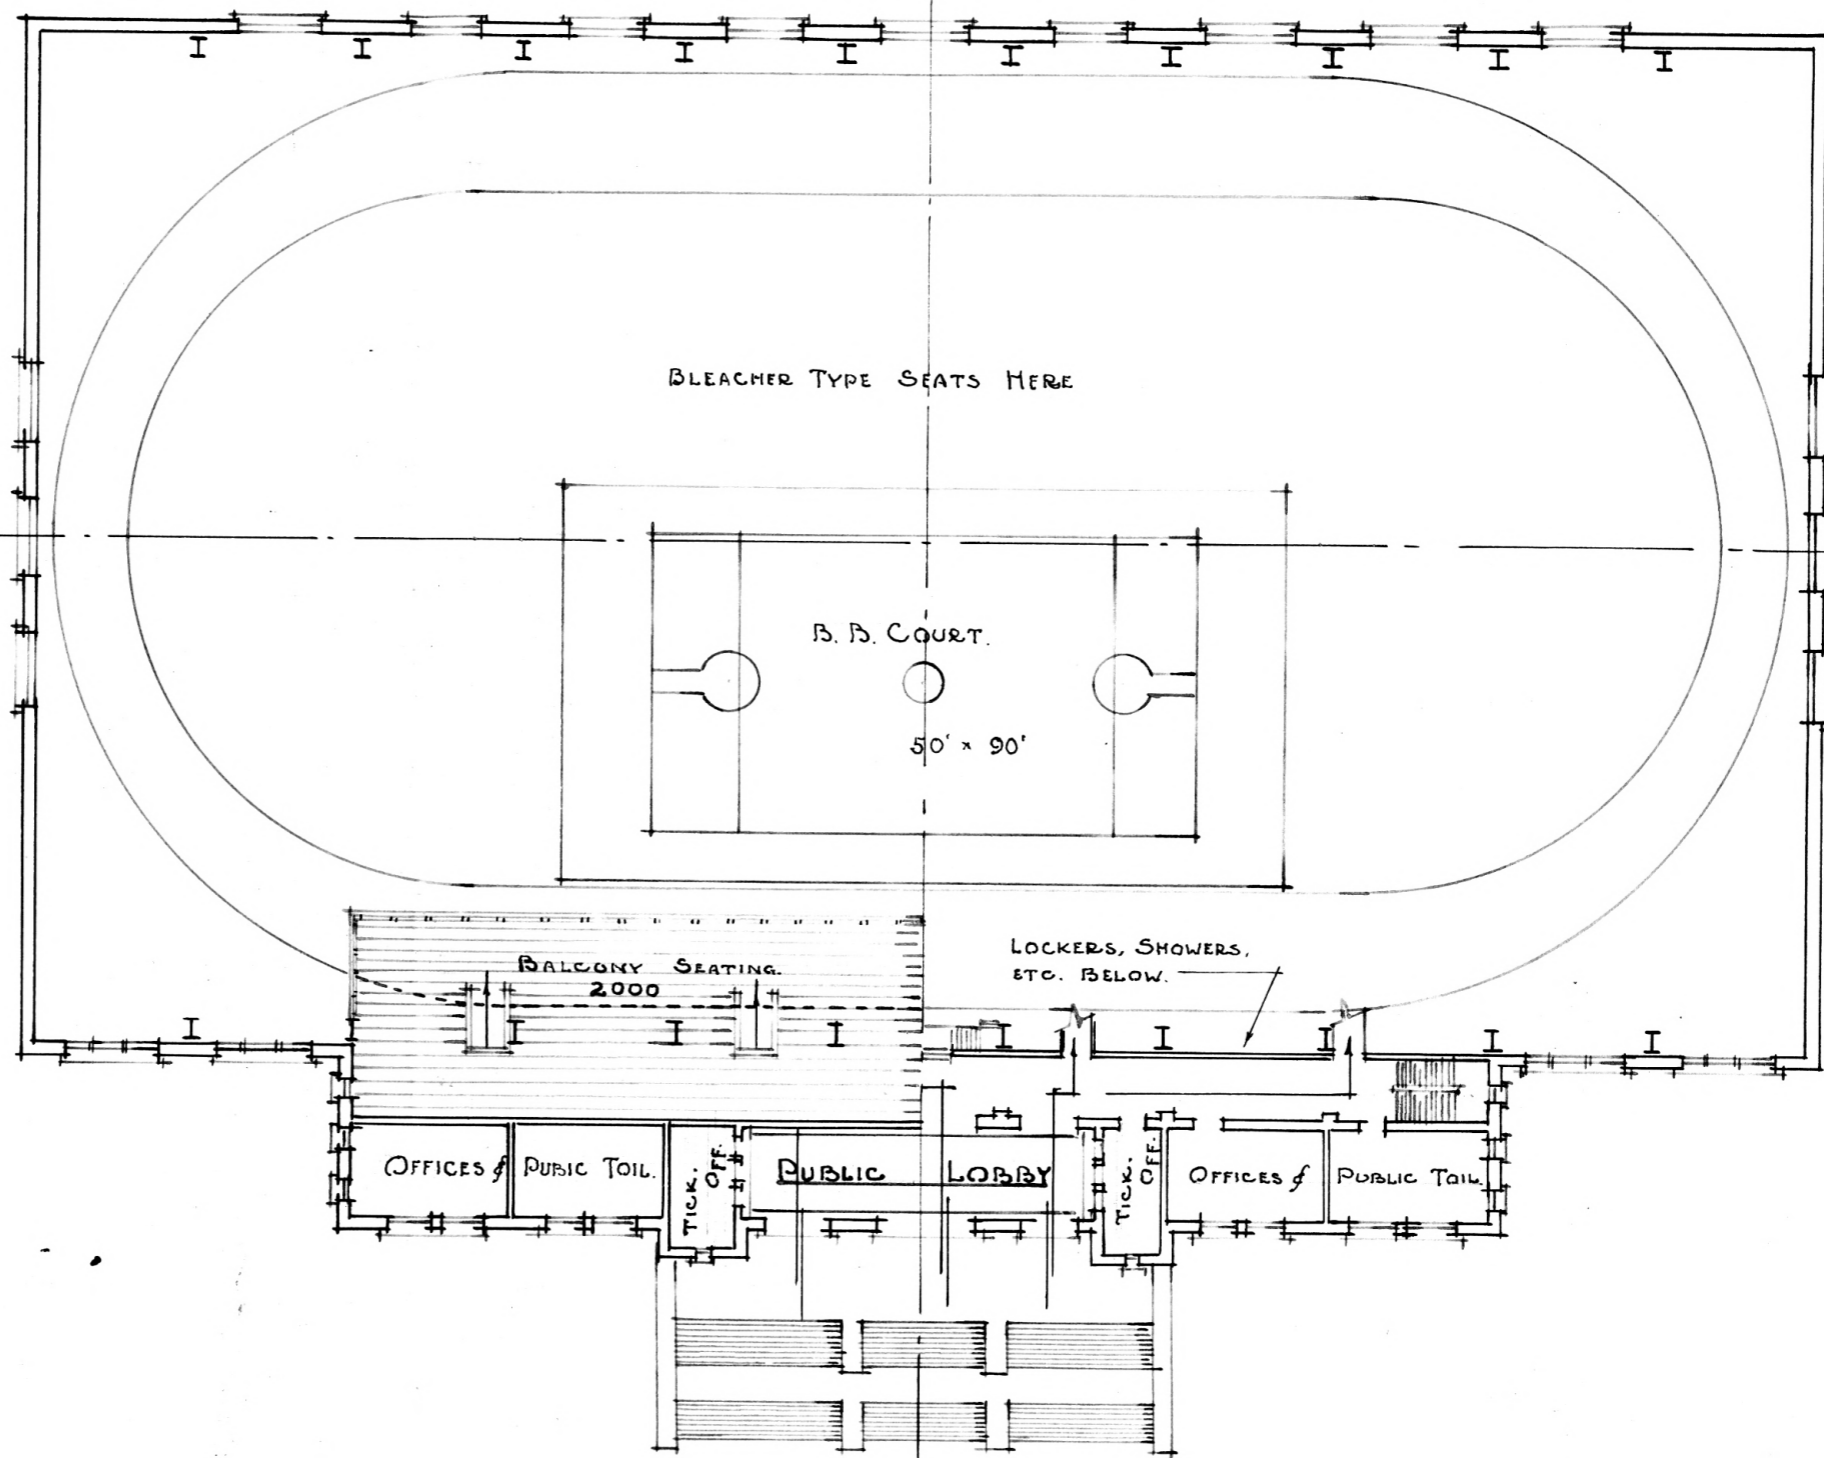 BLEACHER TYPE SEATS HERE
B. B. COURT.
50' x 90'
BALCONY SEATING.
2000
LOCKERS, SHOWERS,
ETC. BELOW.
OFFICES &
PUBIC TOIL.
TICK.
OFF.
PUBLIC LOBBY
TICK.
OFF.
OFFICES &
PUBLIC TOIL.